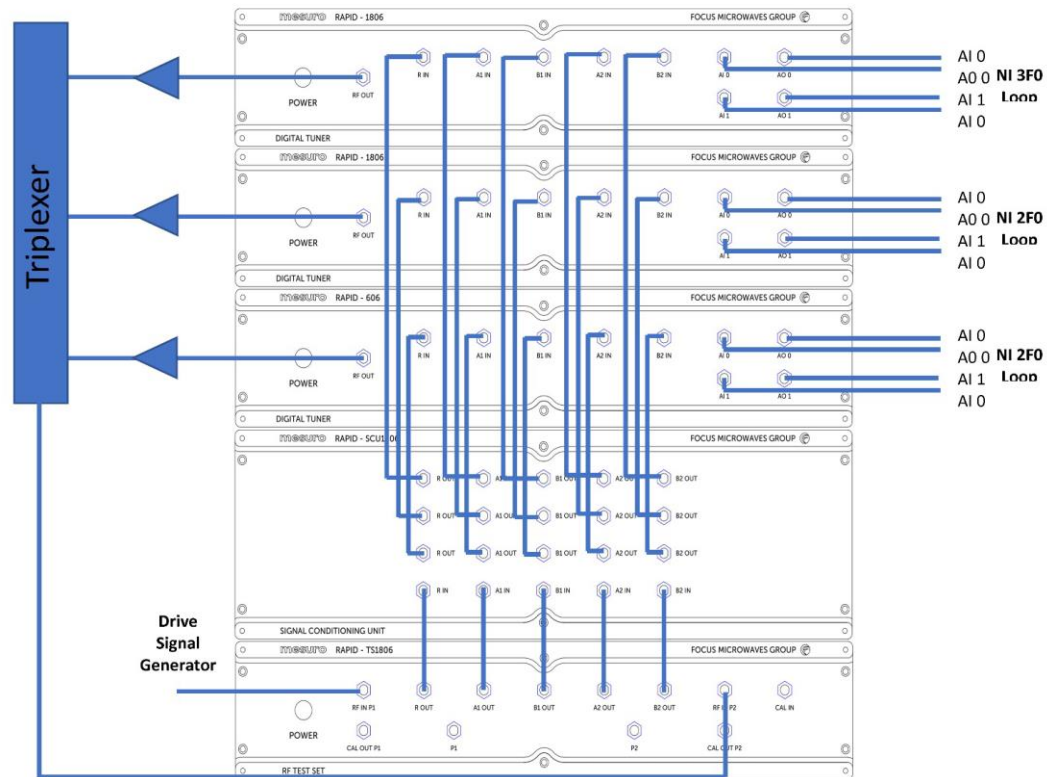 mesuro RAPID - 1806 FOCUS MICROWAVES GROUP
R IN A1 IN B1 IN A2 IN B2 IN AI 0 AO 0
POWER RF OUT
AI 1 AO 1
DIGITAL TUNER
AI 0
A0 0 NI 3F0
AI 1 Loop
AI 0
mesuro RAPID - 1806 FOCUS MICROWAVES GROUP
R IN A1 IN B1 IN A2 IN B2 IN AI 0 AO 0
POWER RF OUT
AI 1 AO 1
DIGITAL TUNER
AI 0
A0 0 NI 2F0
AI 1 Loop
AI 0
Triplexer
mesuro RAPID - 606 FOCUS MICROWAVES GROUP
R IN A1 IN B1 IN A2 IN B2 IN AI 0 AO 0
POWER RF OUT
AI 1 AO 1
DIGITAL TUNER
AI 0
A0 0 NI 2F0
AI 1 Loop
AI 0
mesuro RAPID - FOCUS MICROWAVES GROUP
R OUT B1 OUT A2 OUT B2 OUT
R OUT A1 OUT B1 OUT A2 OUT B2 OUT
R OUT A1 OUT B1 OUT A2 OUT B2 OUT
R IN A1 IN B1 IN A2 IN B2 IN
SIGNAL CONDITIONING UNIT
Drive
Signal
Generator
mesuro RAPID - TS1806 FOCUS MICROWAVES GROUP
RF IN P1 R OUT A1 OUT B1 OUT A2 OUT B2 OUT RF IN P2 CAL IN
POWER
CAL OUT P1 P1 P2 CAL OUT P2
RF TEST SET